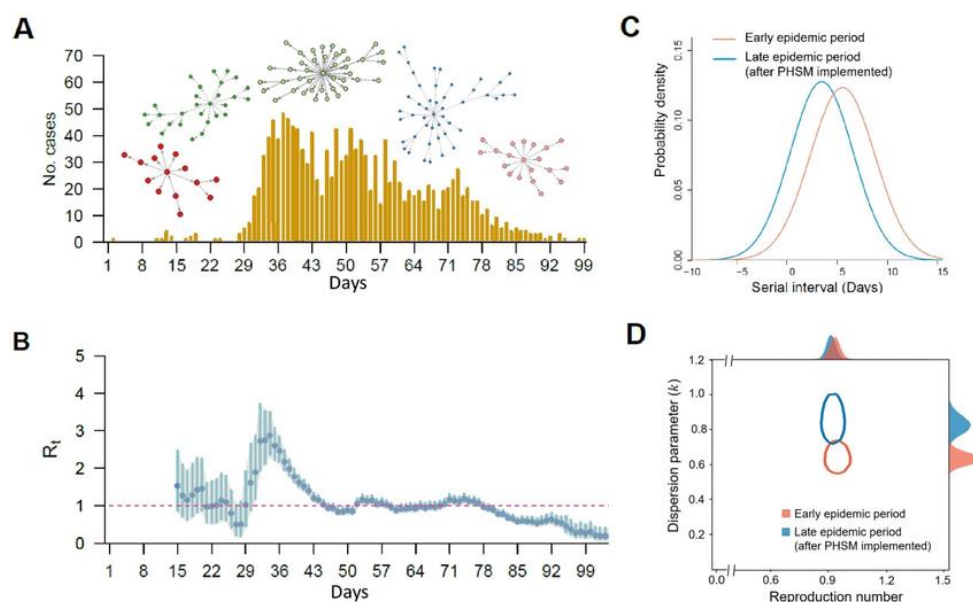 A
70
60
50
40
30
20
10
0
No. cases
1 8 15 22 29 36 43 50 57 64 71 78 85 92 99
Days
B
5
4
3
2
1
0
Rt
1 8 15 22 29 36 43 50 57 64 71 78 85 92 99
Days
C
Early epidemic period
Late epidemic period
(after PHSM implemented)
0.15
0.10
0.05
0.00
Probability density
−10 −5 0 5 10 15
Serial interval (Days)
D
1.2
1.0
0.8
0.6
0.4
0.2
Dispersion parameter (k)
Early epidemic period
Late epidemic period
(after PHSM implemented)
0.0 0.6 0.9 1.2 1.5
Reproduction number